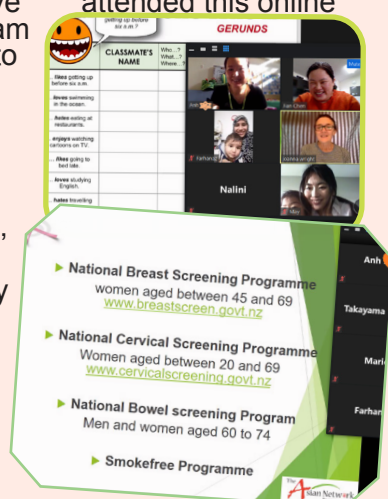 ve
attended this online
am
to
getting up before
six a.m.?
GERUNDS
CLASSMATE'S
NAME
Who...?
What...?
Where...?
... likes getting up
before six a.m.
... loves swimming
in the ocean.
... hates eating at
restaurants.
... enjoys watching
cartoons on TV.
... likes going to
bed late.
... loves studying
English.
... hates travelling
Nalini
,
y
▶ National Breast Screening Programme
women aged between 45 and 69
www.breastscreen.govt.nz
▶ National Cervical Screening Programme
Women aged between 20 and 69
www.cervicalscreening.govt.nz
▶ National Bowel screening Program
Men and women aged 60 to 74
▶ Smokefree Programme
Anh
Takayama
Mari
Farhan
The
Asian Network